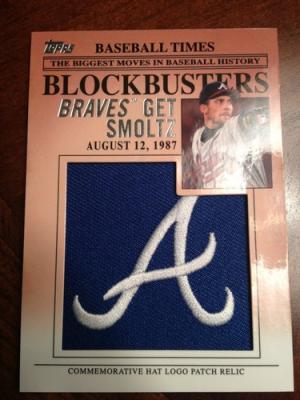 Topps
BASEBALL TIMES
THE BIGGEST MOVES IN BASEBALL HISTORY
BLOCKBUSTERS
BRAVES™ GET
SMOLTZ
AUGUST 12, 1987
A
A
COMMEMORATIVE HAT LOGO PATCH RELIC